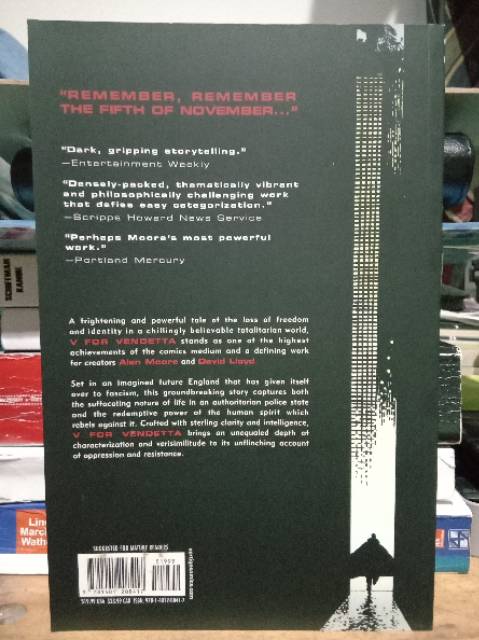 "REMEMBER, REMEMBER
THE FIFTH OF NOVEMBER..."
"Dark, gripping storytelling."
—Entertainment Weekly
"Densely-packed, thematically vibrant
and philosophically challenging work
that defies easy categorization."
—Scripps Howard News Service
"Perhaps Moore's most powerful
work."
—Portland Mercury
A frightening and powerful tale of the loss of freedom
and identity in a chillingly believable totalitarian world,
V FOR VENDETTA stands as one of the highest
achievements of the comics medium and a defining work
for creators Alan Moore and David Lloyd.
Set in an imagined future England that has given itself
over to fascism, this groundbreaking story captures both
the suffocating nature of life in an authoritarian police state
and the redemptive power of the human spirit which
rebels against it. Crafted with sterling clarity and intelligence,
V FOR VENDETTA brings an unequaled depth of
characterization and verisimilitude to its unflinching account
of oppression and resistance.
SUGGESTED FOR MATURE READERS
51999
SCHIFFMAN
KANUK